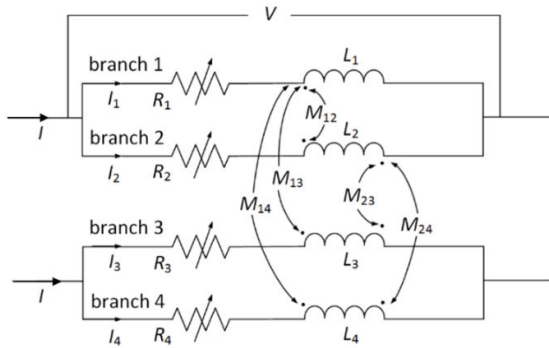 V
branch 1
L1
I1
R1
I
M12
branch 2
L2
I2
R2
M13
M23
M14
M24
branch 3
I3
R3
L3
I
branch 4
I4
R4
L4